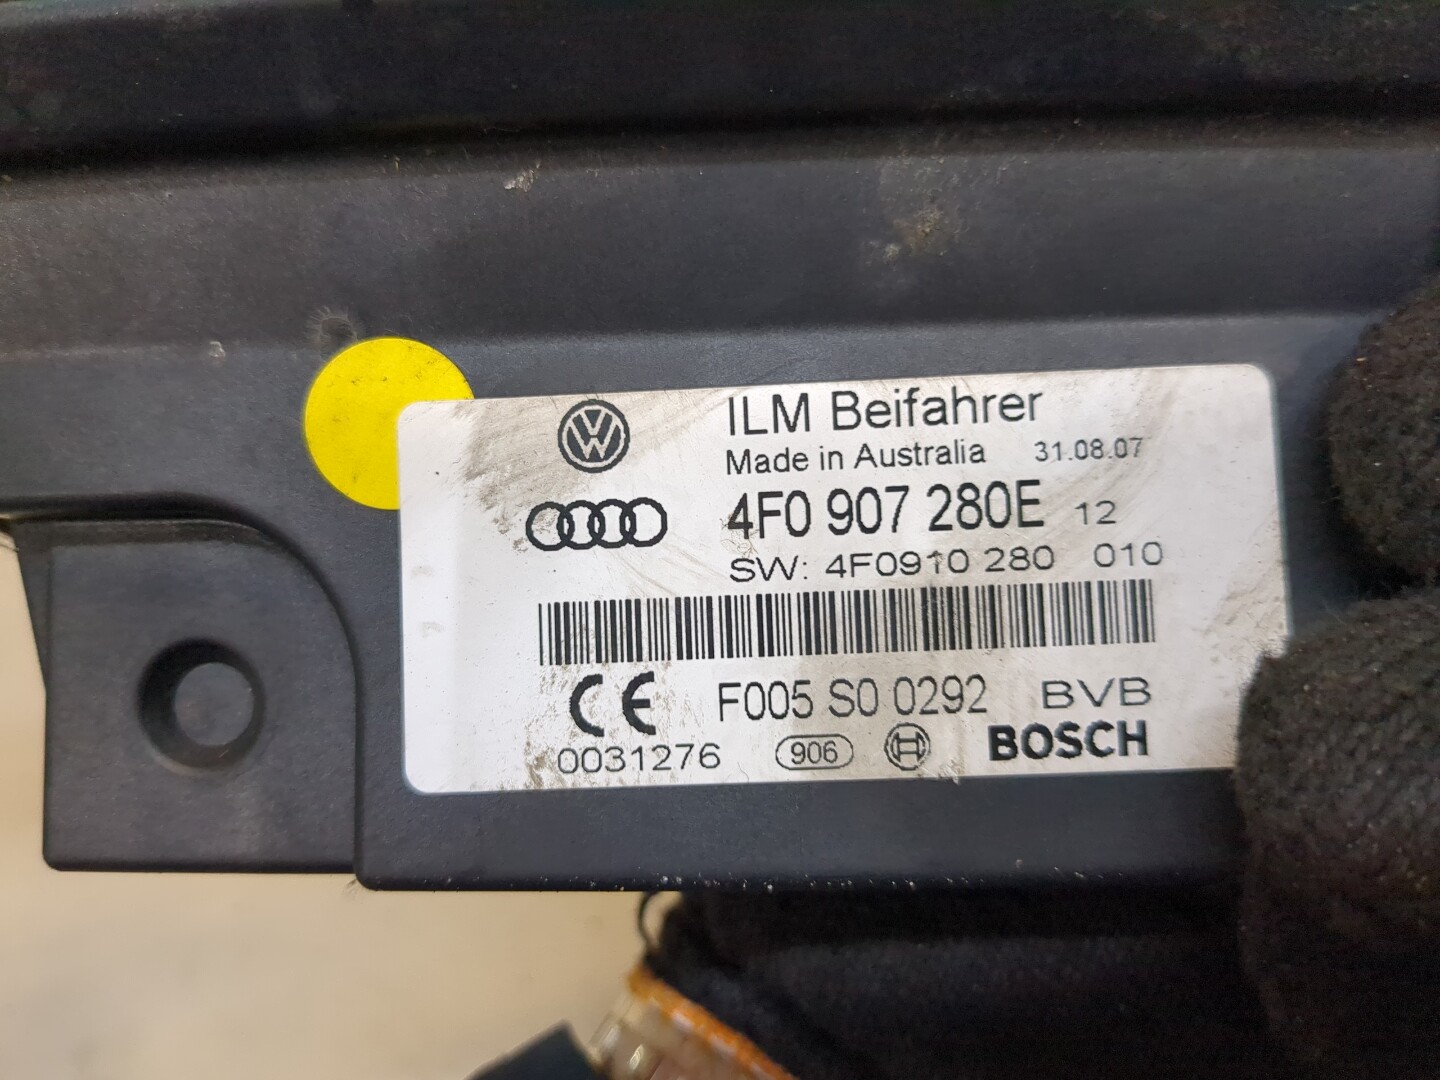 ILM Beifahrer
Made in Australia 31.08.07
4F0 907 280E 12
SW: 4F0910 280 010
CE F005 S0 0292 BVB
0031276 906 BOSCH